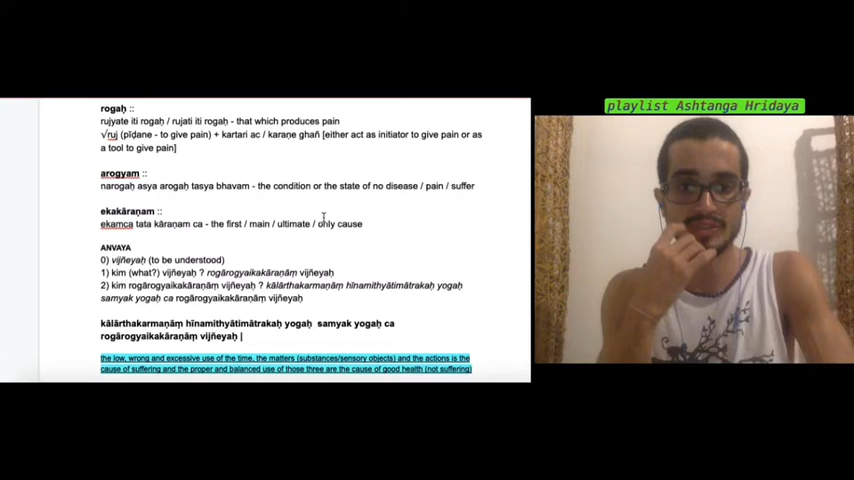 rogaḥ ::
rujyate iti rogaḥ / rujati iti rogaḥ - that which produces pain
√ruj (pīḍane - to give pain) + kartari ac / karaṇe ghañ [either act as initiator to give pain or as
a tool to give pain]
arogyam ::
narogaḥ asya arogaḥ tasya bhavam - the condition or the state of no disease / pain / suffer
ekakāraṇam ::
ekamca tata kāraṇam ca - the first / main / ultimate / only cause
ANVAYA
0) vijñeyaḥ (to be understood)
1) kim (what?) vijñeyaḥ ? rogārogyaikakāraṇāṃ vijñeyaḥ
2) kim rogārogyaikakāraṇāṃ vijñeyaḥ ? kālārthakarmaṇāṃ hīnamithyātimātrakaḥ yogaḥ
samyak yogaḥ ca rogārogyaikakāraṇāṃ vijñeyaḥ
kālārthakarmaṇāṃ hīnamithyātimātrakaḥ yogaḥ samyak yogaḥ ca
rogārogyaikakāraṇāṃ vijñeyaḥ |
the low, wrong and excessive use of the time, the matters (substances/sensory objects) and the actions is the
cause of suffering and the proper and balanced use of those three are the cause of good health (not suffering)
playlist Ashtanga Hridaya